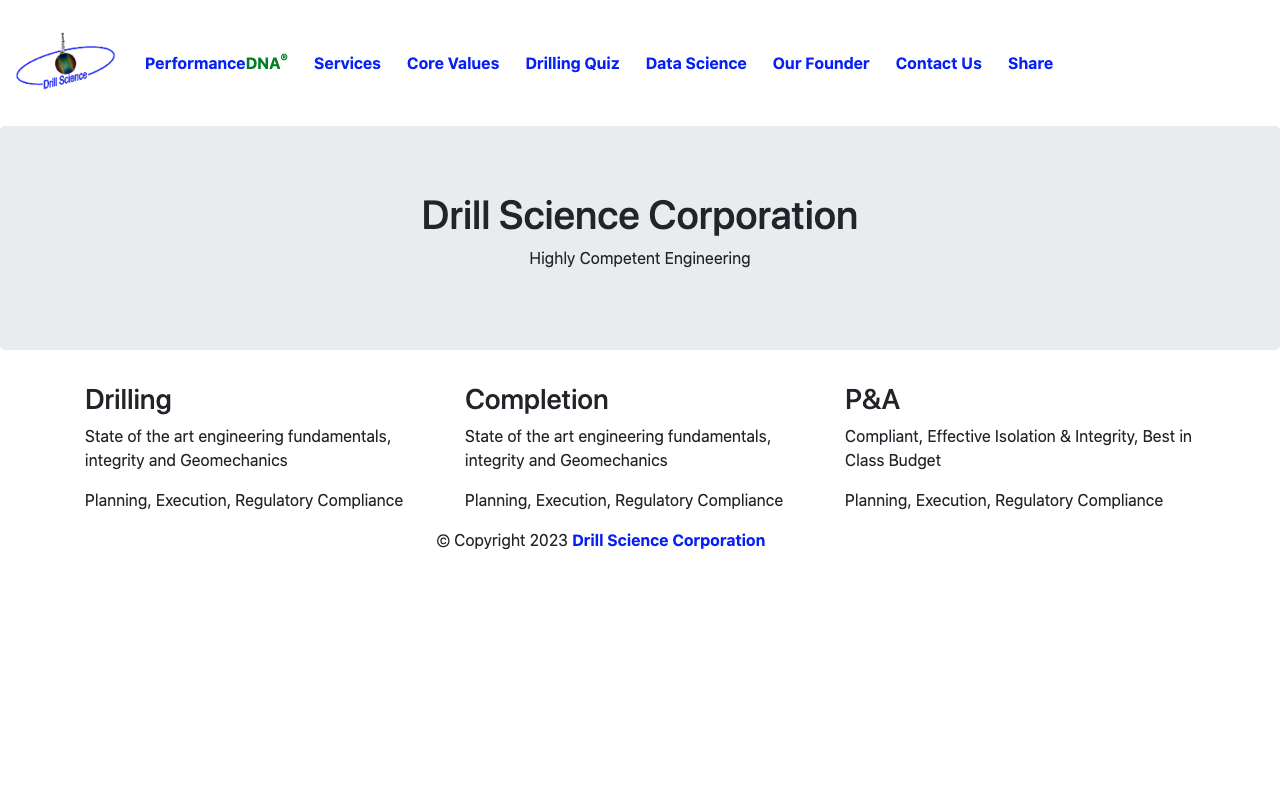 Drill Science
PerformanceDNA® Services Core Values Drilling Quiz Data Science Our Founder Contact Us Share
Drill Science Corporation
Highly Competent Engineering
Drilling
State of the art engineering fundamentals,
integrity and Geomechanics
Planning, Execution, Regulatory Compliance
Completion
State of the art engineering fundamentals,
integrity and Geomechanics
Planning, Execution, Regulatory Compliance
P&A
Compliant, Effective Isolation & Integrity, Best in
Class Budget
Planning, Execution, Regulatory Compliance
© Copyright 2023 Drill Science Corporation